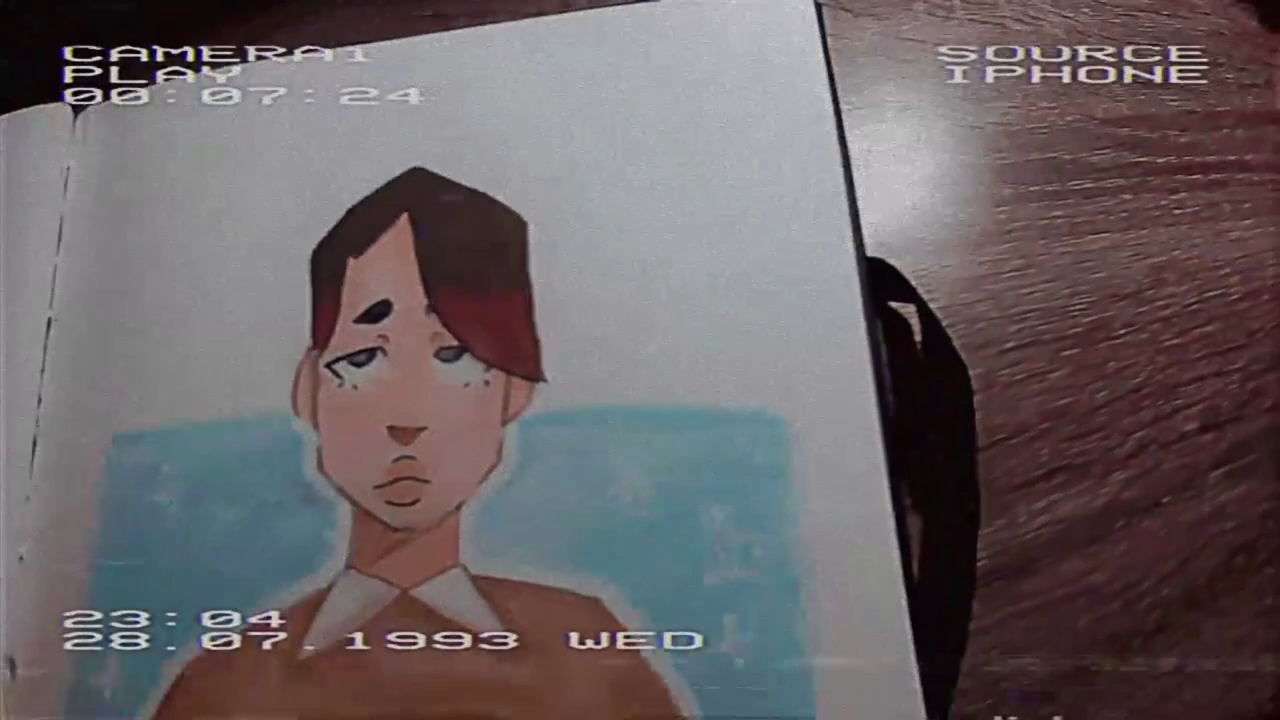 CAMERA1
PLAY
00:07:24
SOURCE
IPHONE
23:04
28.07.1993 WED